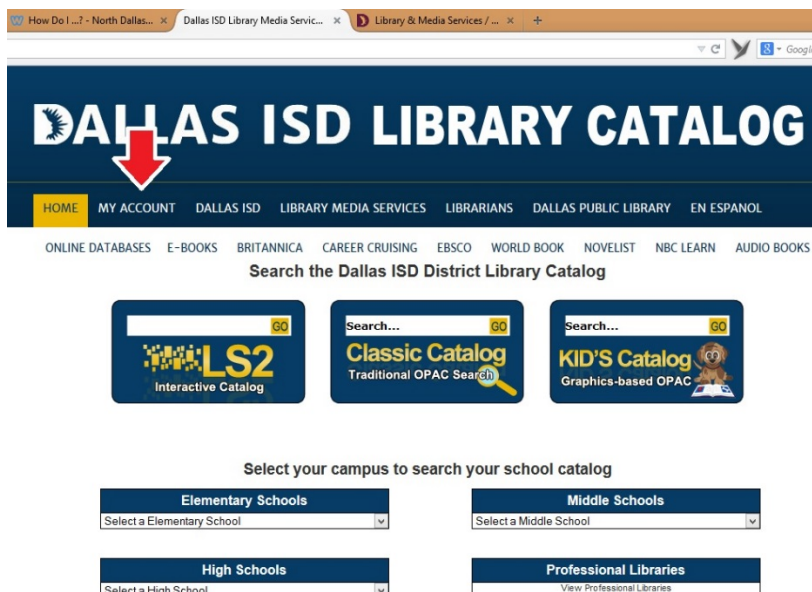 How Do I ...? - North Dallas... × Dallas ISD Library Media Servic... × Library & Media Services / ... × +
Google
DALLAS ISD LIBRARY CATALOG
HOME MY ACCOUNT DALLAS ISD LIBRARY MEDIA SERVICES LIBRARIANS DALLAS PUBLIC LIBRARY EN ESPANOL
ONLINE DATABASES E-BOOKS BRITANNICA CAREER CRUISING EBSCO WORLD BOOK NOVELIST NBC LEARN AUDIO BOOKS
Search the Dallas ISD District Library Catalog
GO Search... GO Search... GO
LS2 Classic Catalog KID'S Catalog
Interactive Catalog Traditional OPAC Search Graphics-based OPAC
Select your campus to search your school catalog
Elementary Schools Middle Schools
Select a Elementary School Select a Middle School
High Schools Professional Libraries
Select a High School View Professional Libraries